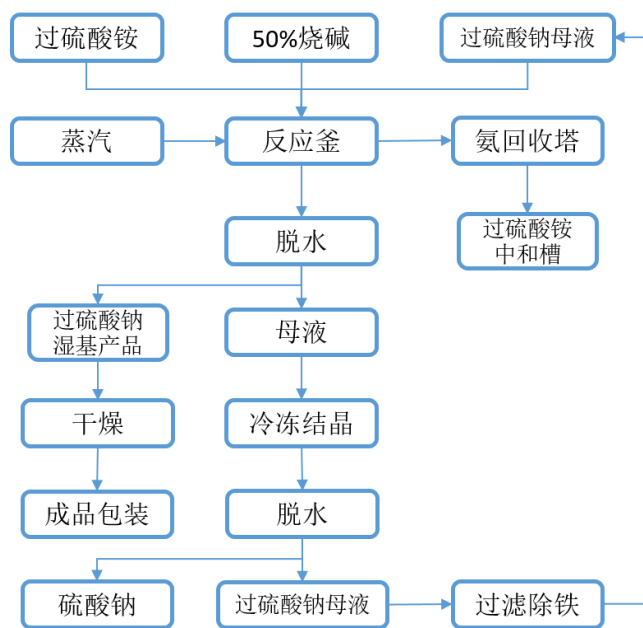 过硫酸铵
50%烧碱
过硫酸钠母液
蒸汽
反应釜
氨回收塔
脱水
过硫酸铵
中和槽
过硫酸钠
湿基产品
母液
干燥
冷冻结晶
成品包装
脱水
硫酸钠
过硫酸钠母液
过滤除铁